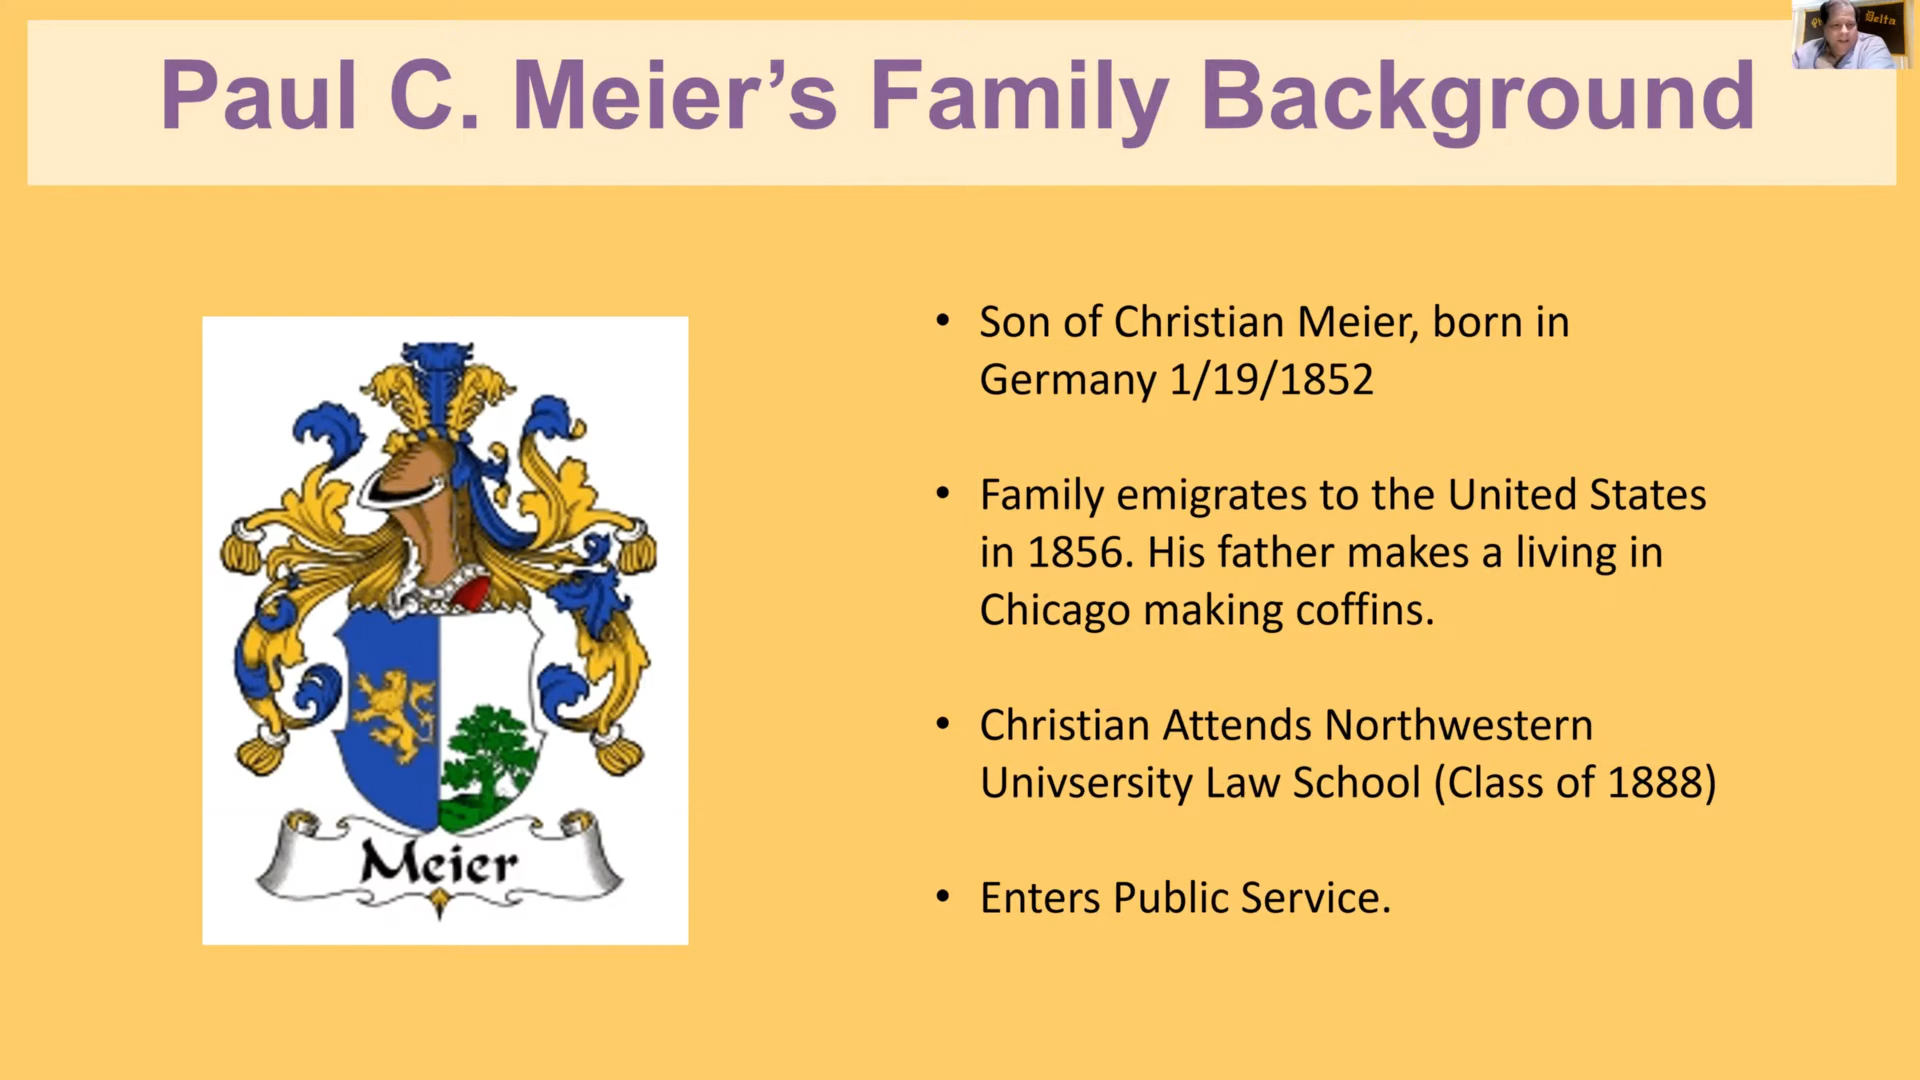 Paul C. Meier’s Family Background
Delta
• Son of Christian Meier, born in
Germany 1/19/1852
• Family emigrates to the United States
in 1856. His father makes a living in
Chicago making coffins.
• Christian Attends Northwestern
Univsersity Law School (Class of 1888)
• Enters Public Service.
Meier